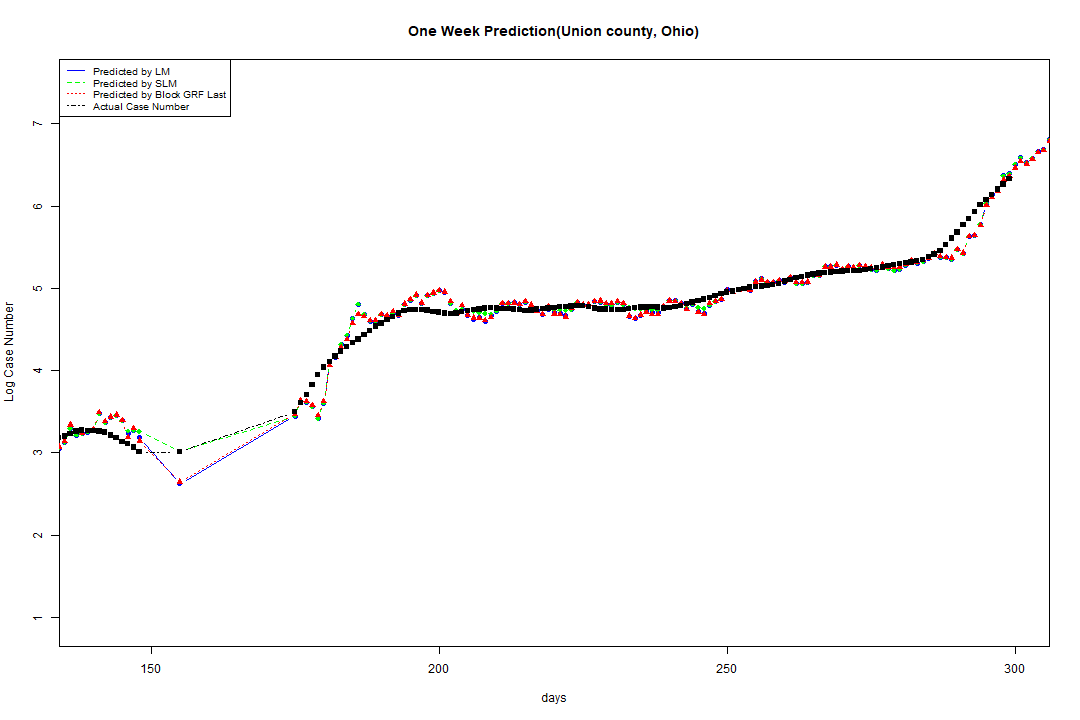 One Week Prediction(Union county, Ohio)
Predicted by LM
Predicted by SLM
Predicted by Block GRF Last
Actual Case Number
7
6
5
4
3
2
1
Log Case Number
150 200 250 300
days